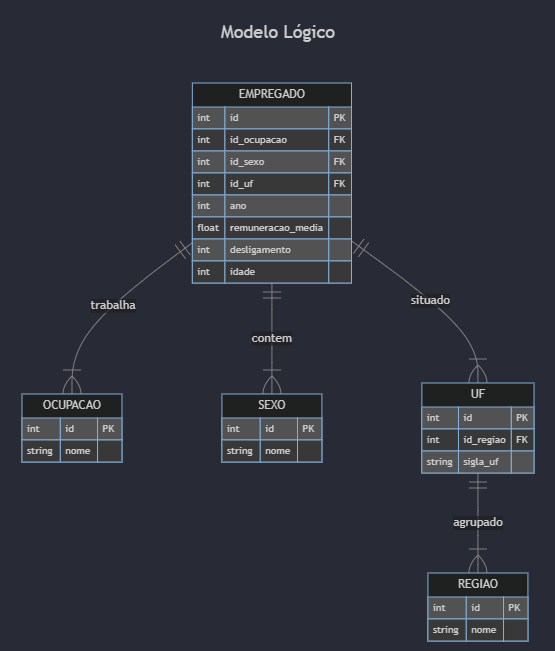 Modelo Lógico
EMPREGADO
int id PK
int id_ocupacao FK
int id_sexo FK
int id_uf FK
int ano
float remuneracao_media
int desligamento
int idade
trabalha
contem
situado
OCUPACAO
int id PK
string nome
SEXO
int id PK
string nome
UF
int id PK
int id_regiao FK
string sigla_uf
agrupado
REGIAO
int id PK
string nome